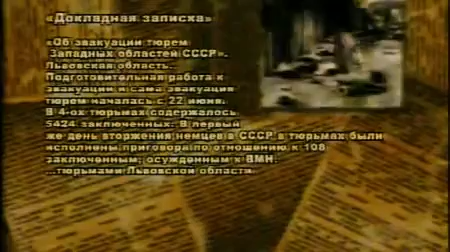 «Докладная записка»
«Об эвакуации тюрем
Западных областей СССР».
Львовская область.
Подготовительная работа к
эвакуации и сама эвакуация
тюрем началась с 22 июня.
В 4-ох тюрьмах содержалось
5424 заключенных. В первый
же день вторжения немцев в СССР в тюрьмах были
исполнены приговора по отношению к 108
заключенным, осужденным к ВМН.
...тюрьмами Львовской области